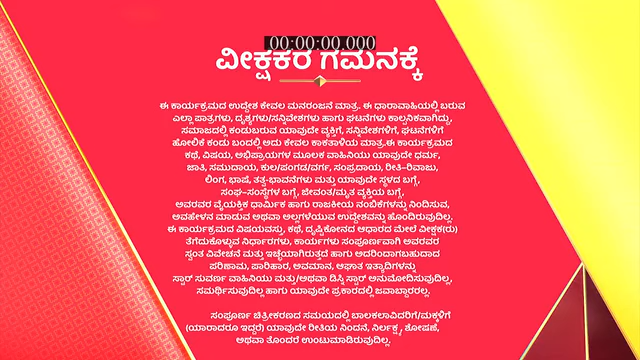 00:00:00.000
ವೀಕ್ಷಕರ ಗಮನಕ್ಕೆ
ಈ ಕಾರ್ಯಕ್ರಮದ ಉದ್ದೇಶ ಕೇವಲ ಮನರಂಜನೆ ಮಾತ್ರ. ಈ ಧಾರಾವಾಹಿಯಲ್ಲಿ ಬರುವ
ಎಲ್ಲಾ ಪಾತ್ರಗಳು, ದೃಶ್ಯಗಳು/ಸನ್ನಿವೇಶಗಳು ಹಾಗು ಘಟನೆಗಳು ಕಾಲ್ಪನಿಕವಾಗಿದ್ದು,
ಸಮಾಜದಲ್ಲಿ ಕಂಡುಬರುವ ಯಾವುದೇ ವ್ಯಕ್ತಿಗೆ, ಸನ್ನಿವೇಶಗಳಿಗೆ, ಘಟನೆಗಳಿಗೆ
ಹೋಲಿಕೆ ಕಂಡು ಬಂದಲ್ಲಿ ಅದು ಕೇವಲ ಕಾಕತಾಳಿಯ ಮಾತ್ರ.ಈ ಕಾರ್ಯಕ್ರಮದ
ಕಥೆ, ವಿಷಯ, ಅಭಿಪ್ರಾಯಗಳ ಮೂಲಕ ವಾಹಿನಿಯು ಯಾವುದೇ ಧರ್ಮ,
ಜಾತಿ, ಸಮುದಾಯ, ಕುಲ/ಪಂಗಡ/ವರ್ಗ, ಸಂಪ್ರದಾಯ, ರೀತಿ-ರಿವಾಜು,
ಲಿಂಗ, ಭಾಷೆ, ತತ್ವ-ಭಾವನೆಗಳು ಮತ್ತು ಯಾವುದೇ ಸ್ಥಳದ ಬಗ್ಗೆ,
ಸಂಘ-ಸಂಸ್ಥೆಗಳ ಬಗ್ಗೆ, ಜೀವಂತ/ಮೃತ ವ್ಯಕ್ತಿಯ ಬಗ್ಗೆ,
ಅವರವರ ವೈಯಕ್ತಿಕ ಧಾರ್ಮಿಕ ಹಾಗು ರಾಜಕೀಯ ನಂಬಿಕೆಗಳನ್ನು ನಿಂದಿಸುವ,
ಅವಹೇಳನ ಮಾಡುವ ಅಥವಾ ಅಲ್ಲಗಳೆಯುವ ಉದ್ದೇಶವನ್ನು ಹೊಂದಿರುವುದಿಲ್ಲ.
ಈ ಕಾರ್ಯಕ್ರಮದ ವಿಷಯವಸ್ತು, ಕಥೆ, ದೃಷ್ಟಿಕೋನದ ಆಧಾರದ ಮೇಲೆ ವೀಕ್ಷಕ(ರು)
ತೆಗೆದುಕೊಳ್ಳುವ ನಿರ್ಧಾರಗಳು, ಕಾರ್ಯಗಳು ಸಂಪೂರ್ಣವಾಗಿ ಅವರವರ
ಸ್ವಂತ ವಿವೇಚನೆ ಮತ್ತು ಇಚ್ಛೆಯಾಗಿರುತ್ತದೆ ಹಾಗು ಅದರಿಂದಾಗಬಹುದಾದ
ಪರಿಣಾಮ, ಪಾರಿಹಾರ, ಅವಮಾನ, ಆಘಾತ ಇತ್ಯಾದಿಗಳನ್ನು
ಸ್ಟಾರ್ ಸುವರ್ಣ ವಾಹಿನಿಯು ಮತ್ತು/ಅಥವಾ ಡಿಸ್ನಿ ಸ್ಟಾರ್ ಅನುಮೋದಿಸುವುದಿಲ್ಲ,
ಸಮರ್ಥಿಸುವುದಿಲ್ಲ ಹಾಗು ಯಾವುದೇ ಪ್ರಕಾರದಲ್ಲಿ ಜವಾಬ್ದಾರರಲ್ಲ.
ಸಂಪೂರ್ಣ ಚಿತ್ರೀಕರಣದ ಸಮಯದಲ್ಲಿ ಬಾಲಕಲಾವಿದರಿಗೆ/ಮಕ್ಕಳಿಗೆ
(ಯಾರಾದರೂ ಇದ್ದರೆ) ಯಾವುದೇ ರೀತಿಯ ನಿಂದನೆ, ನಿರ್ಲಕ್ಷ್ಯ, ಶೋಷಣೆ,
ಅಥವಾ ತೊಂದರೆ ಉಂಟುಮಾಡಿರುವುದಿಲ್ಲ.